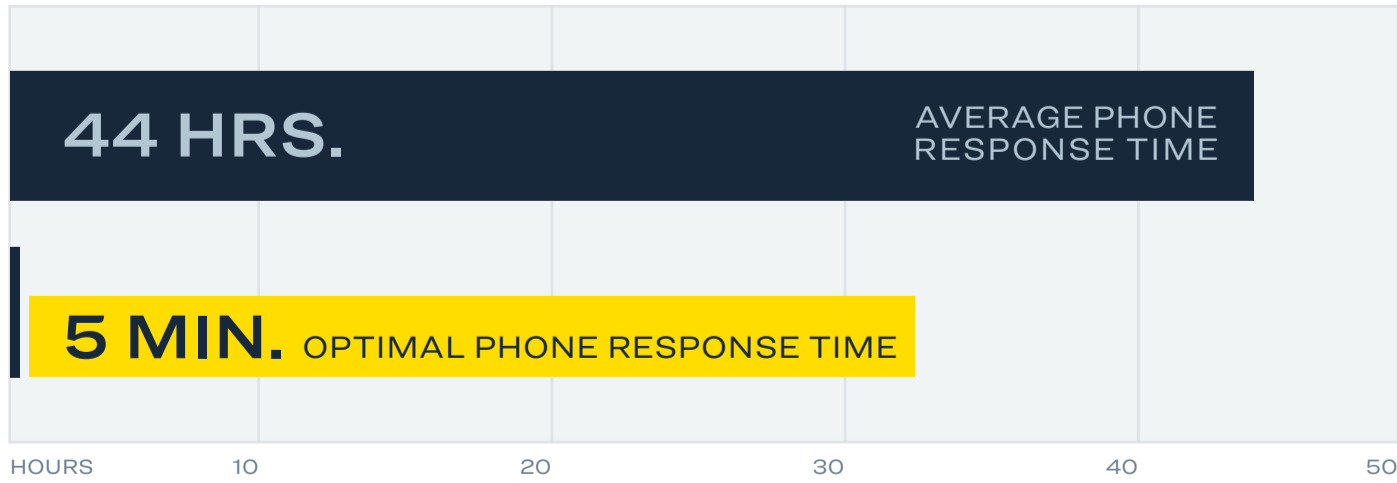 44 HRS.
AVERAGE PHONE
RESPONSE TIME
5 MIN. OPTIMAL PHONE RESPONSE TIME
HOURS 10 20 30 40 50